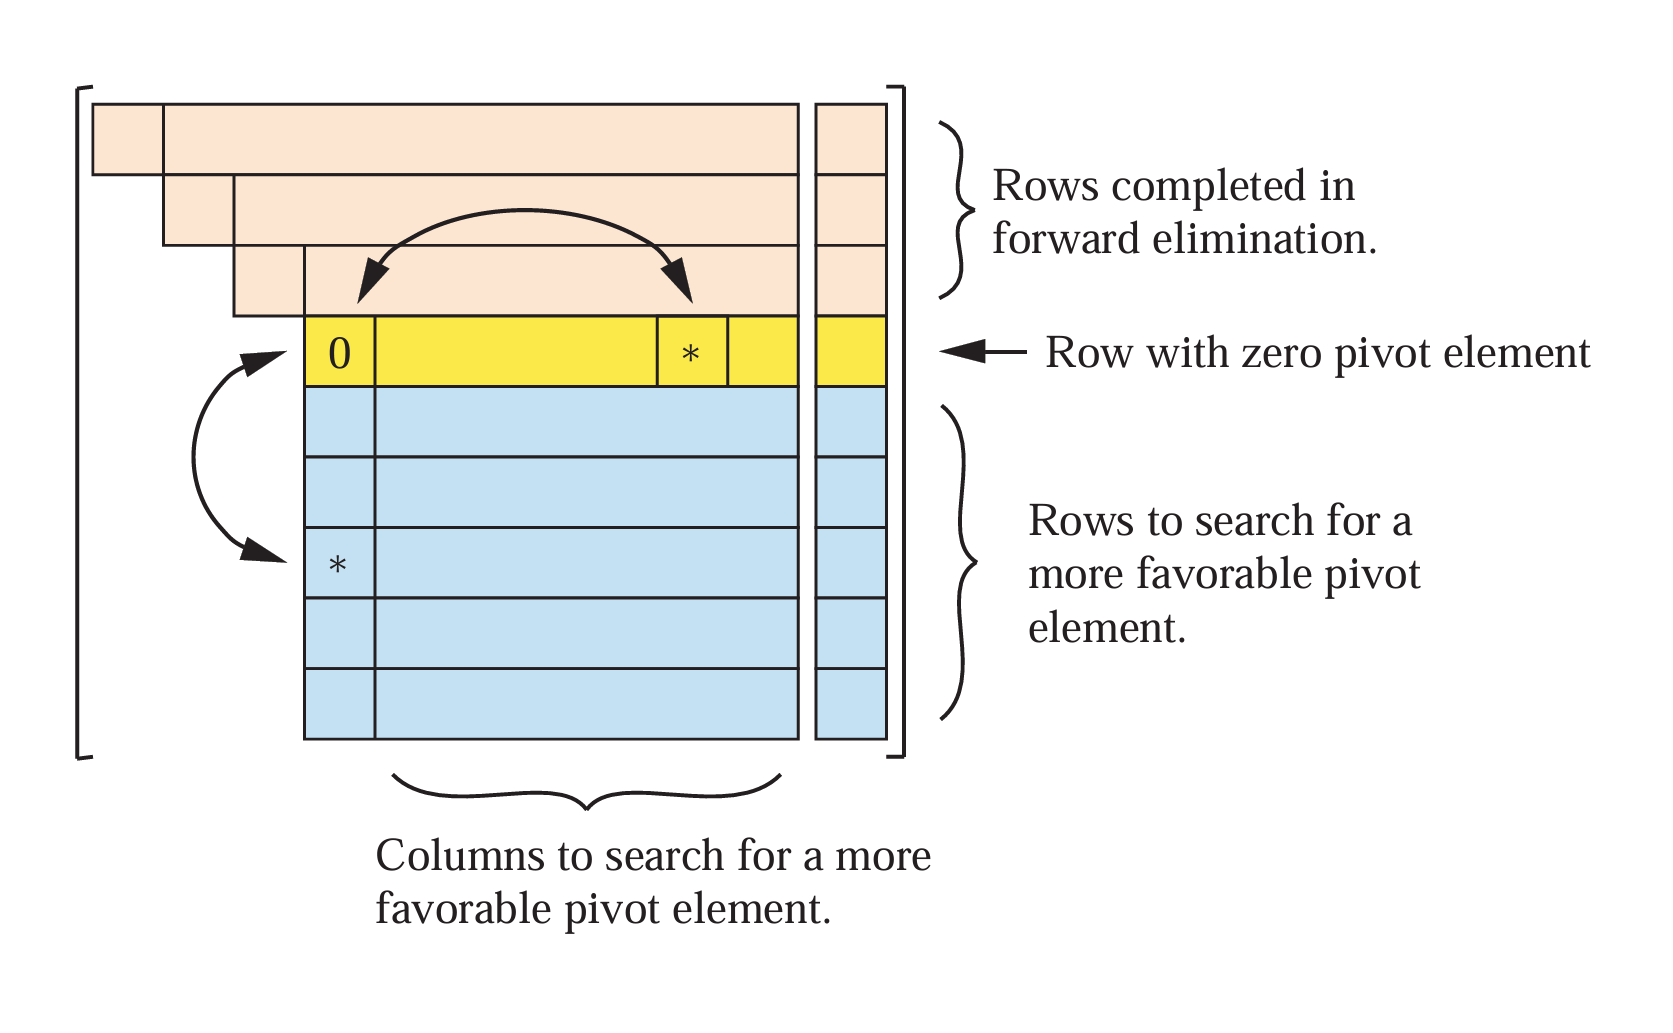 Rows completed in
forward elimination.
0
*
Row with zero pivot element
Rows to search for a
*
more favorable pivot
element.
Columns to search for a more
favorable pivot element.